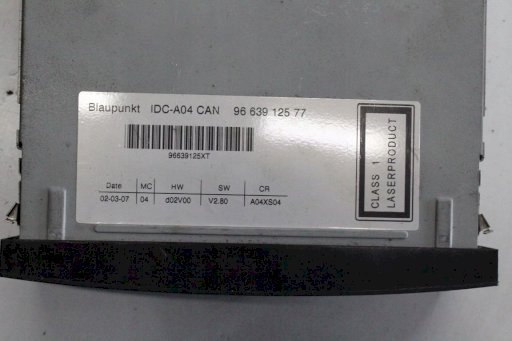 Blaupunkt IDC-A04 CAN 96 639 125 77
96639125XT
Date MC HW SW CR
02-03-07 04 d02V00 V2.80 A04XS04
CLASS 1
LASERPRODUCT